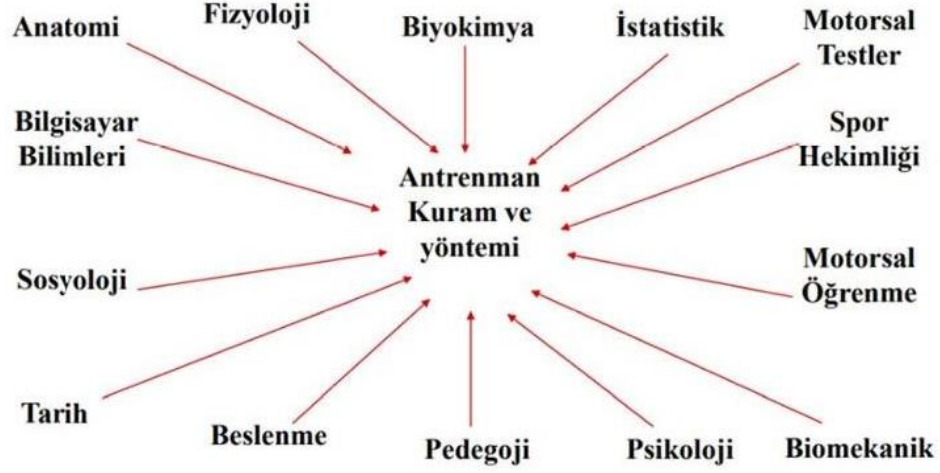 Anatomi
Fizyoloji
Biyokimya
İstatistik
Motorsal
Testler
Bilgisayar
Bilimleri
Spor
Hekimliği
Antrenman
Kuram ve
yöntemi
Sosyoloji
Motorsal
Öğrenme
Tarih
Beslenme
Pedegoji
Psikoloji
Biomekanik